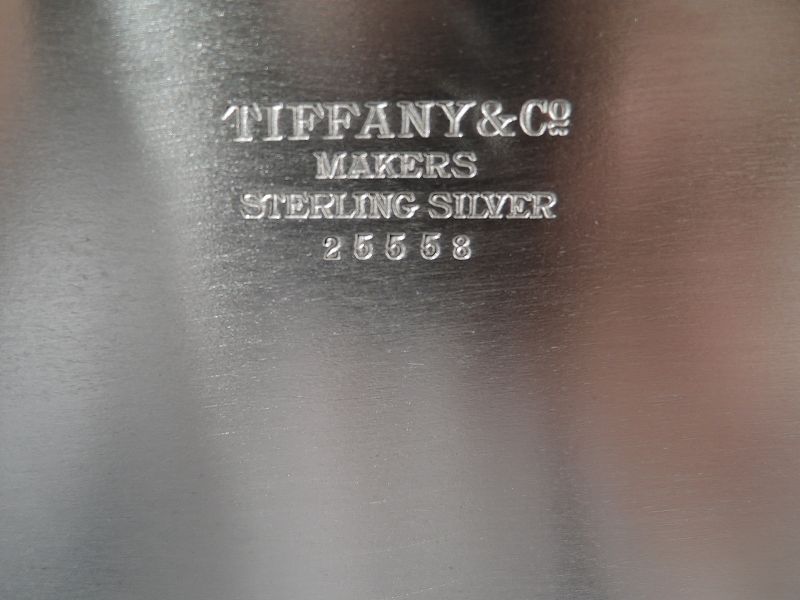 TIFFANY & Cº
MAKERS
STERLING SILVER
25558